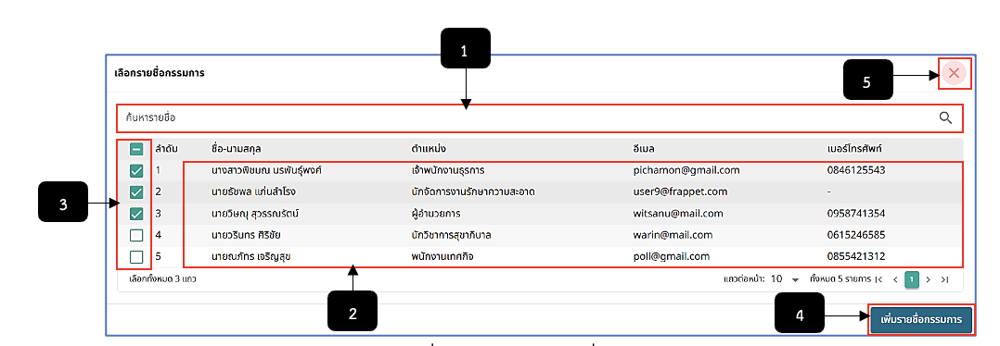 1
เลือกรายชื่อกรรมการ
5
ค้นหารายชื่อ
ลำดับ ชื่อ-นามสกุล ตำแหน่ง อีเมล เบอร์โทรศัพท์
1 นางสาวพิชมณ นรพันธุ์พงศ์ เจ้าพนักงานธุรการ pichamon@gmail.com 0846125543
2 นายธัชพล แก่นสำโรง นักจัดการงานรักษาความสะอาด user9@frappet.com -
3
3 นายวิษณุ สุวรรณรัตน์ ผู้อำนวยการ witsanu@mail.com 0958741354
4 นายวรินทร ศิริชัย นักวิชาการสุขาภิบาล warin@mail.com 0615246585
5 นายณภัทร เจริญสุข พนักงานเทศกิจ poll@gmail.com 0855421312
เลือกทั้งหมด 3 แถว แถวต่อหน้า: 10 ทั้งหมด 5 รายการ |< < 1 > >|
2
4
เพิ่มรายชื่อกรรมการ